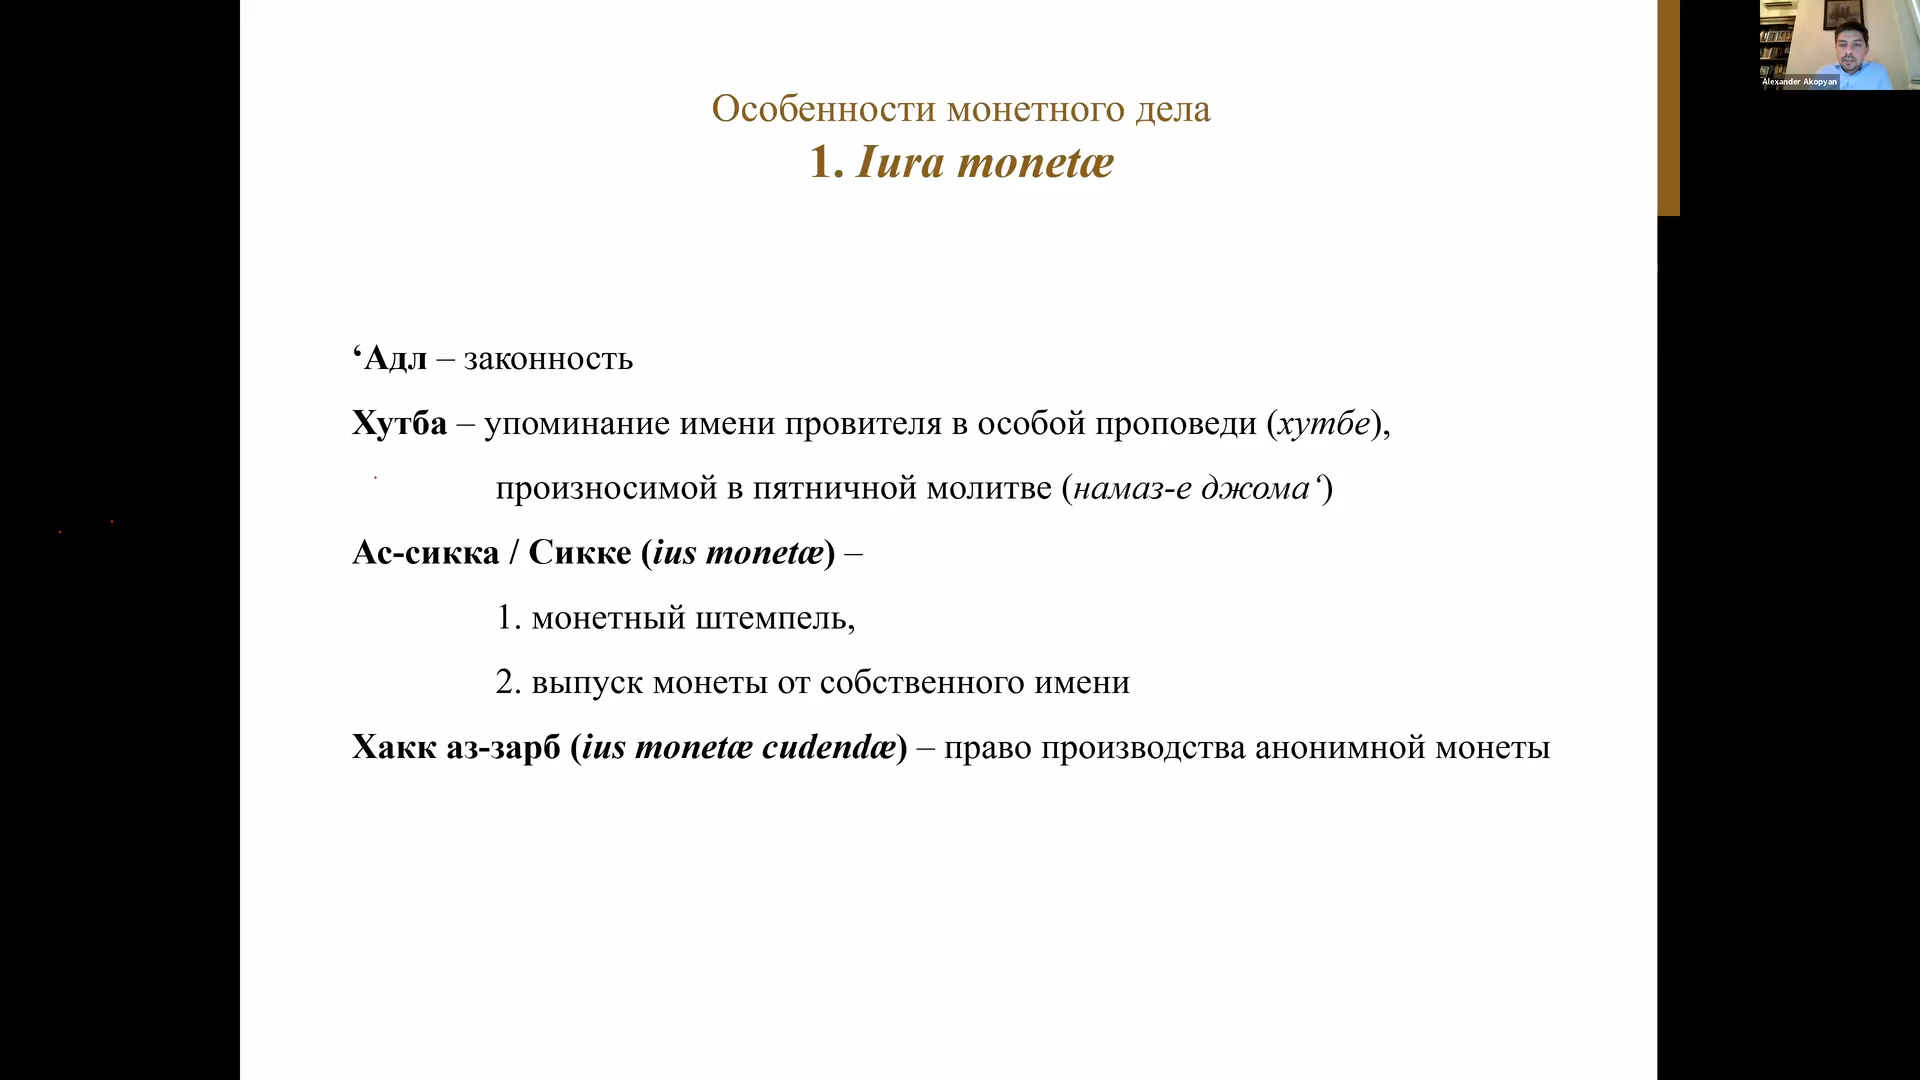 Особенности монетного дела
1. Iura monetæ
‘Адл – законность
Хутба – упоминание имени провителя в особой проповеди (хутбе),
произносимой в пятничной молитве (намаз-е джома‘)
Ас-сикка / Сикке (ius monetæ) –
1. монетный штемпель,
2. выпуск монеты от собственного имени
Хакк аз-зарб (ius monetæ cudendæ) – право производства анонимной монеты
Alexander Akopyan